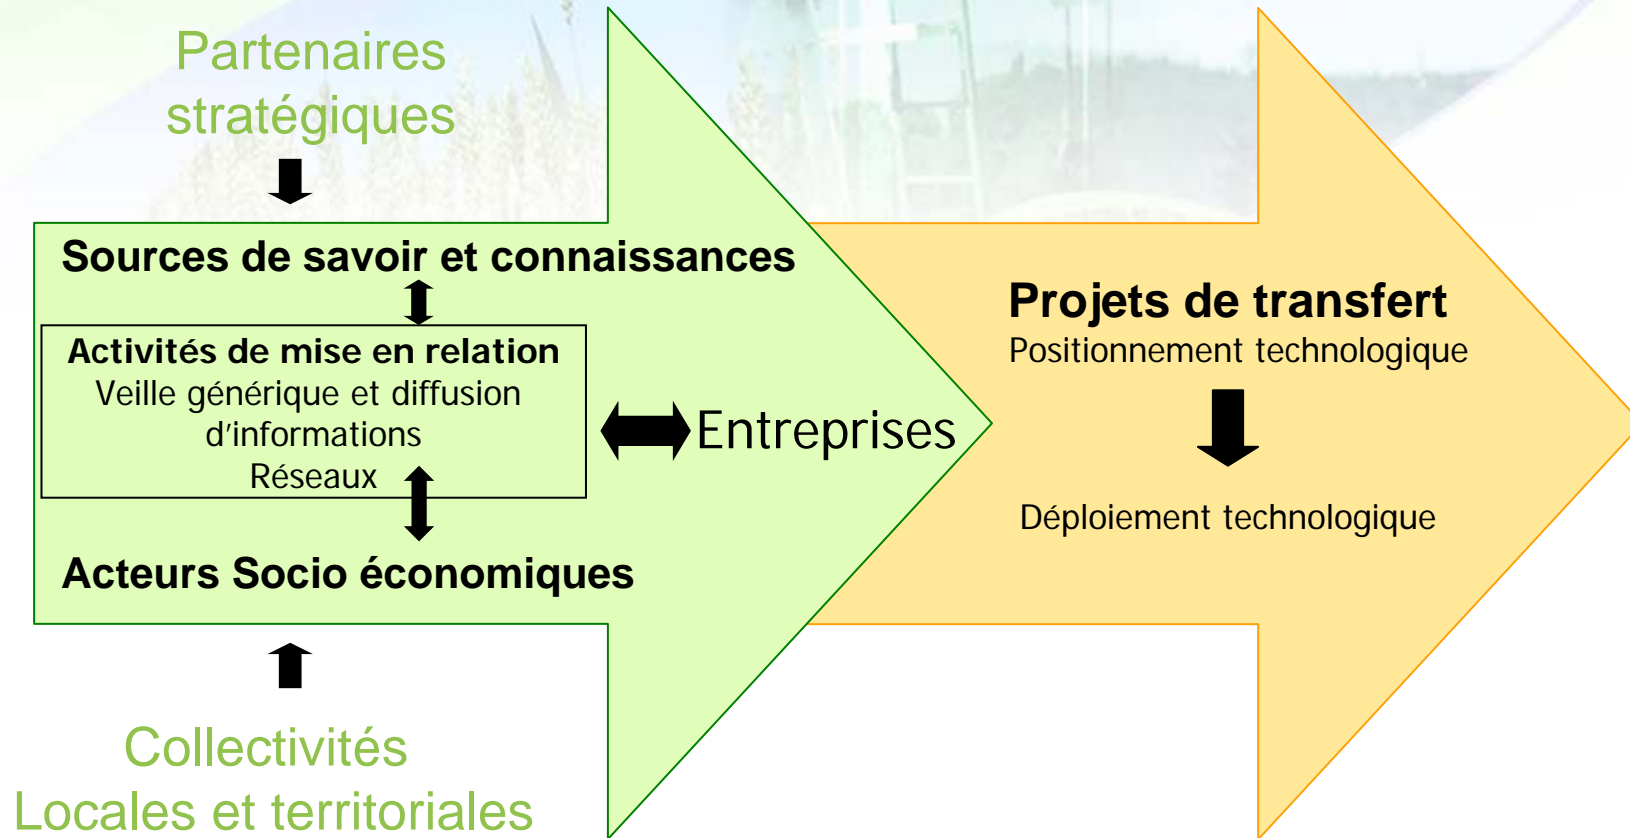 Partenaires
stratégiques
Sources de savoir et connaissances
Activités de mise en relation
Veille générique et diffusion
d'informations
Réseaux
Entreprises
Acteurs Socio économiques
Collectivités
Locales et territoriales
Projets de transfert
Positionnement technologique
Déploiement technologique